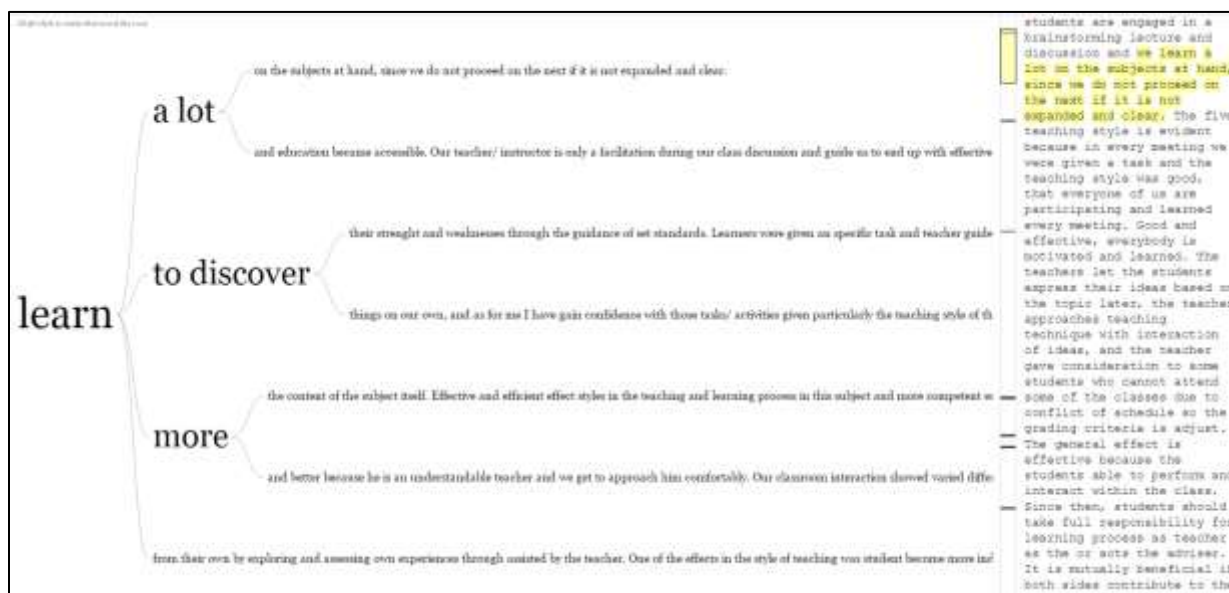 on the subjects at hand, since we do not proceed on the next if it is not expanded and clear.
a lot
and education became accessible. Our teacher/ instructor is only a facilitation during our class discussion and guide us to end up with effective
their strenght and weaknesses through the guidance of set standards. Learners were given an specific task and teacher guide
to discover
learn
things on our own, and as for me I have gain confidence with those tasks/ activities given particularly the teaching style of th
the content of the subject itself. Effective and efficient effect styles in the teaching and learning process in this subject and more competent
more
and better because he is an understandable teacher and we get to approach him comfortably. Our classroom interaction showed varied diffe
from their own by exploring and assessing own experiences through assisted by the teacher. One of the effects in the style of teaching was student become more
students are engaged in a
brainstorming lecture and
discussion and we learn a
lot on the subjects at hand,
since we do not proceed on
the next if it is not
expanded and clear. The five
teaching style is evident
because in every meeting we
were given a task and the
teaching style was good,
that everyone of us are
participating and learned
every meeting. Good and
effective, everybody is
motivated and learned. The
teachers let the students
express their ideas based on
the topic later, the teacher
approaches teaching
technique with interaction
of ideas, and the teacher
gave consideration to some
students who cannot attend
some of the classes due to
conflict of schedule so the
grading criteria is adjust.
The general effect is
effective because the
students able to perform and
interact within the class.
Since then, students should
take full responsibility for
learning process as teacher
as the or acts the adviser.
It is mutually beneficial if
both sides contribute to the